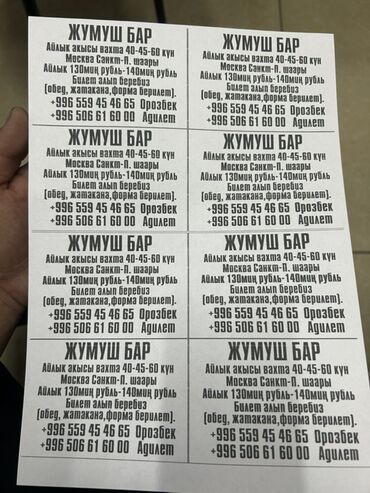 ЖУМУШ БАР
Айлык акысы вахта 40-45-60 күн
Москва Санкт-П. шаары
Айлык 130миң рубль-140миң рубль
Билет алып беребиз
(обед, жатакана,форма берилет).
+996 559 45 46 65 Орозбек
+996 506 61 60 00 Адилет
ЖУМУШ БАР
Айлык акысы вахта 40-45-60 күн
Москва Санкт-П. шаары
Айлык 130миң рубль-140миң рубль
Билет алып беребиз
(обед, жатакана,форма берилет).
+996 559 45 46 65 Орозбек
+996 506 61 60 00 Адилет
ЖУМУШ БАР
Айлык акысы вахта 40-45-60 күн
Москва Санкт-П. шаары
Айлык 130миң рубль-140миң рубль
Билет алып беребиз
(обед, жатакана,форма берилет).
+996 559 45 46 65 Орозбек
+996 506 61 60 00 Адилет
ЖУМУШ БАР
Айлык акысы вахта 40-45-60 күн
Москва Санкт-П. шаары
Айлык 130миң рубль-140миң рубль
Билет алып беребиз
(обед, жатакана,форма берилет).
+996 559 45 46 65 Орозбек
+996 506 61 60 00 Адилет
ЖУМУШ БАР
Айлык акысы вахта 40-45-60 күн
Москва Санкт-П. шаары
Айлык 130миң рубль-140миң рубль
Билет алып беребиз
(обед, жатакана,форма берилет).
+996 559 45 46 65 Орозбек
+996 506 61 60 00 Адилет
ЖУМУШ БАР
Айлык акысы вахта 40-45-60 күн
Москва Санкт-П. шаары
Айлык 130миң рубль-140миң рубль
Билет алып беребиз
(обед, жатакана,форма берилет).
+996 559 45 46 65 Орозбек
+996 506 61 60 00 Адилет
ЖУМУШ БАР
Айлык акысы вахта 40-45-60 күн
Москва Санкт-П. шаары
Айлык 130миң рубль-140миң рубль
Билет алып беребиз
(обед, жатакана,форма берилет).
+996 559 45 46 65 Орозбек
+996 506 61 60 00 Адилет
ЖУМУШ БАР
Айлык акысы вахта 40-45-60 күн
Москва Санкт-П. шаары
Айлык 130миң рубль-140миң рубль
Билет алып беребиз
(обед, жатакана,форма берилет).
+996 559 45 46 65 Орозбек
+996 506 61 60 00 Адилет